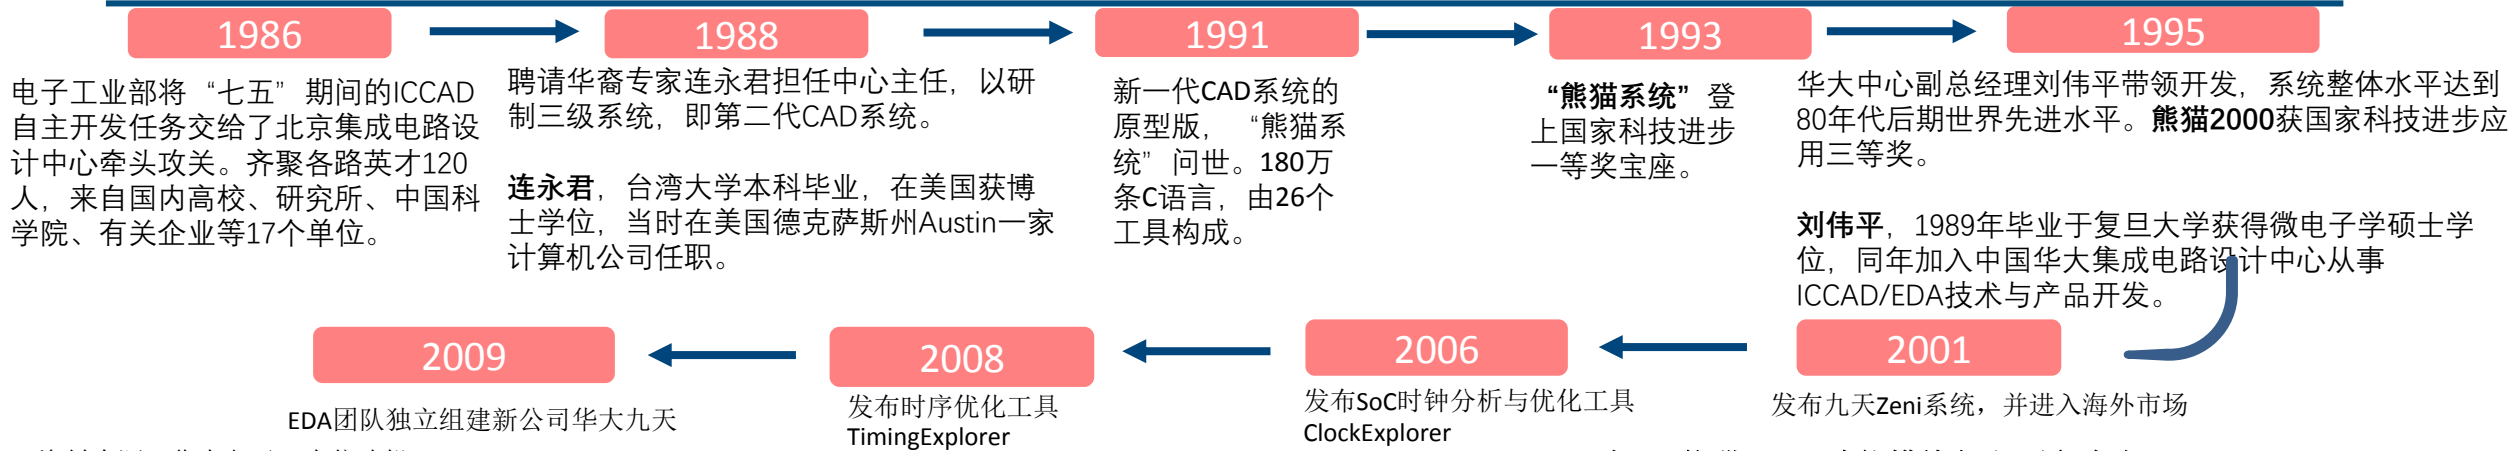 1986
电子工业部将“七五”期间的ICCAD
自主开发任务交给了北京集成电路设
计中心牵头攻关。齐聚各路英才120
人，来自国内高校、研究所、中国科
学院、有关企业等17个单位。
1988
聘请华裔专家连永君担任中心主任，以研
制三级系统，即第二代CAD系统。
连永君，台湾大学本科毕业，在美国获博
士学位，当时在美国德克萨斯州Austin一家
计算机公司任职。
1991
新一代CAD系统的
原型版，“熊猫系
统”问世。180万
条C语言，由26个
工具构成。
1993
“熊猫系统”登
上国家科技进步
一等奖宝座。
1995
华大中心副总经理刘伟平带领开发，系统整体水平达到
80年代后期世界先进水平。熊猫2000获国家科技进步应
用三等奖。
刘伟平，1989年毕业于复旦大学获得微电子学硕士学
位，同年加入中国华大集成电路设计中心从事
ICCAD/EDA技术与产品开发。
2001
发布九天Zeni系统，并进入海外市场
2006
发布SoC时钟分析与优化工具
ClockExplorer
2008
发布时序优化工具
TimingExplorer
2009
EDA团队独立组建新公司华大九天